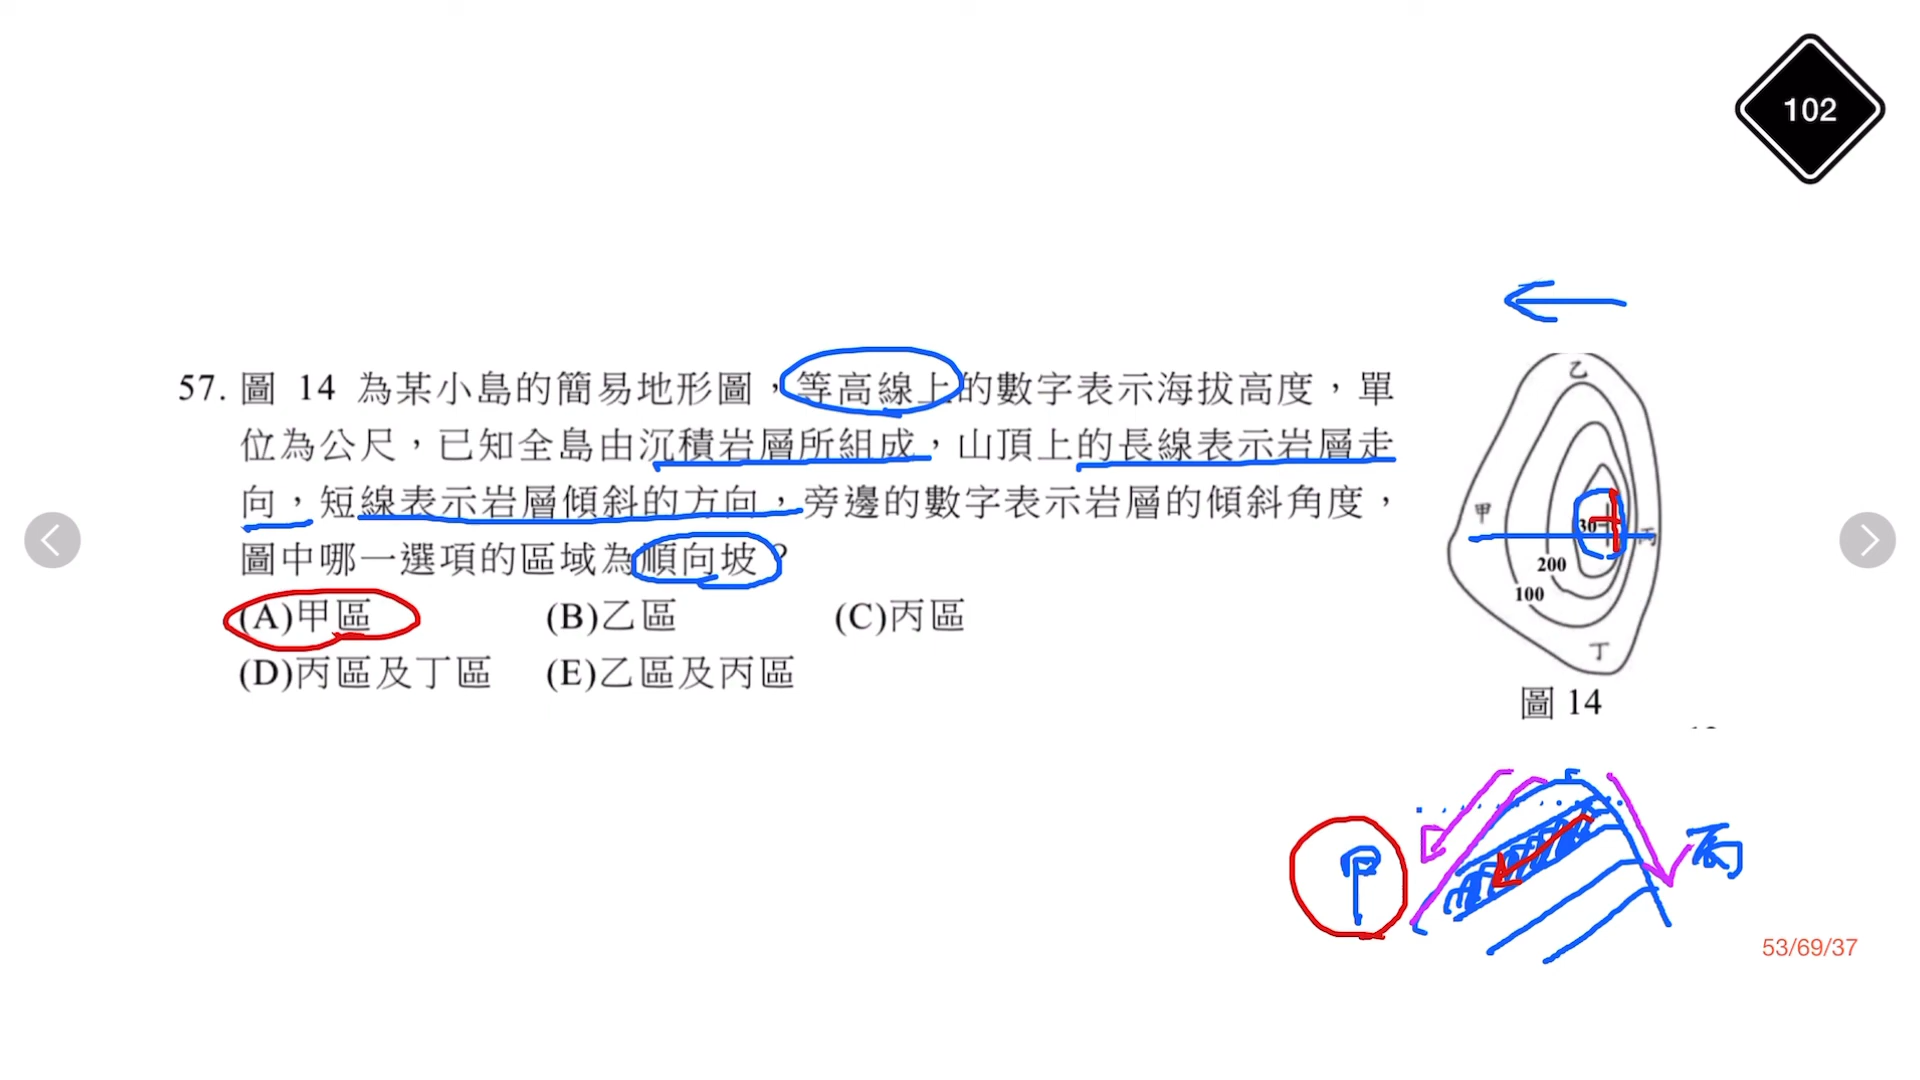 102
57. 圖 14 為某小島的簡易地形圖,等高線上的數字表示海拔高度,單
位為公尺,已知全島由沉積岩層所組成,山頂上的長線表示岩層走
向,短線表示岩層傾斜的方向,旁邊的數字表示岩層的傾斜角度,
圖中哪一選項的區域為順向坡?
(A)甲區 (B)乙區 (C)丙區
(D)丙區及丁區 (E)乙區及丙區
乙
甲
30
丙
200
100
丁
圖 14
甲
丙
53/69/37